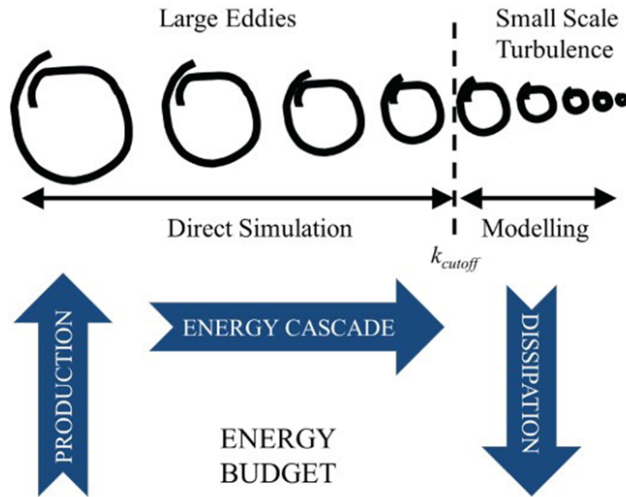 Large Eddies
Small Scale
Turbulence
Direct Simulation
Modelling
k_cutoff
PRODUCTION
ENERGY CASCADE
DISSIPATION
ENERGY
BUDGET